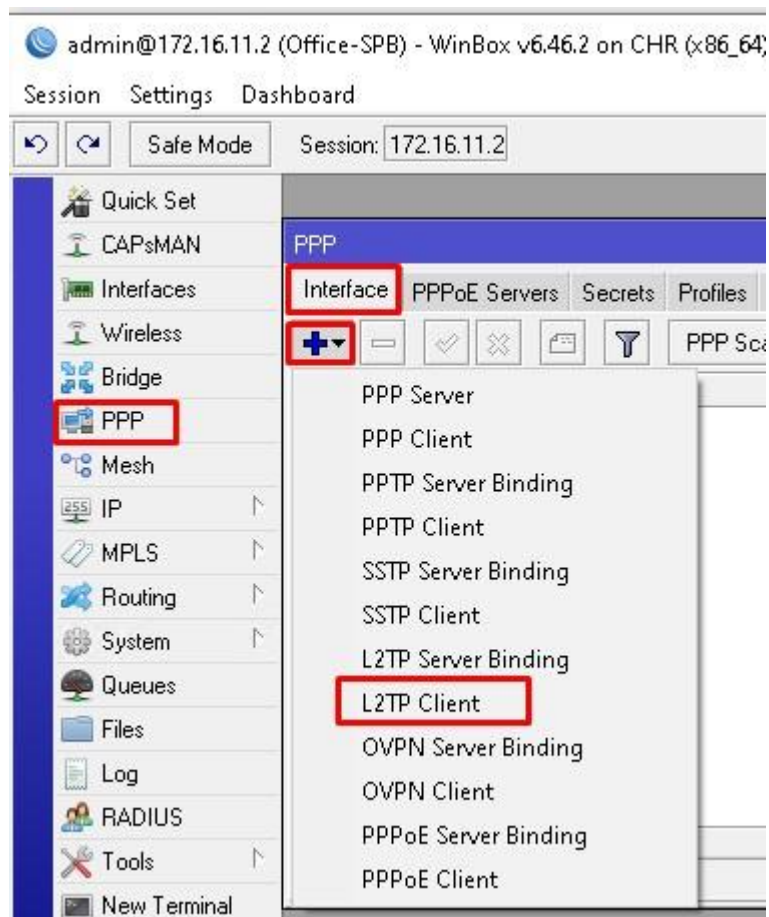 admin@172.16.11.2 (Office-SPB) - WinBox v6.46.2 on CHR (x86_64)
Session Settings Dashboard
Safe Mode Session: 172.16.11.2
Quick Set
CAPsMAN
Interfaces
Wireless
Bridge
PPP
Mesh
255 IP
MPLS
Routing
System
Queues
Files
Log
RADIUS
Tools
New Terminal
PPP
Interface PPPoE Servers Secrets Profiles
PPP Sca
PPP Server
PPP Client
PPTP Server Binding
PPTP Client
SSTP Server Binding
SSTP Client
L2TP Server Binding
L2TP Client
OVPN Server Binding
OVPN Client
PPPoE Server Binding
PPPoE Client